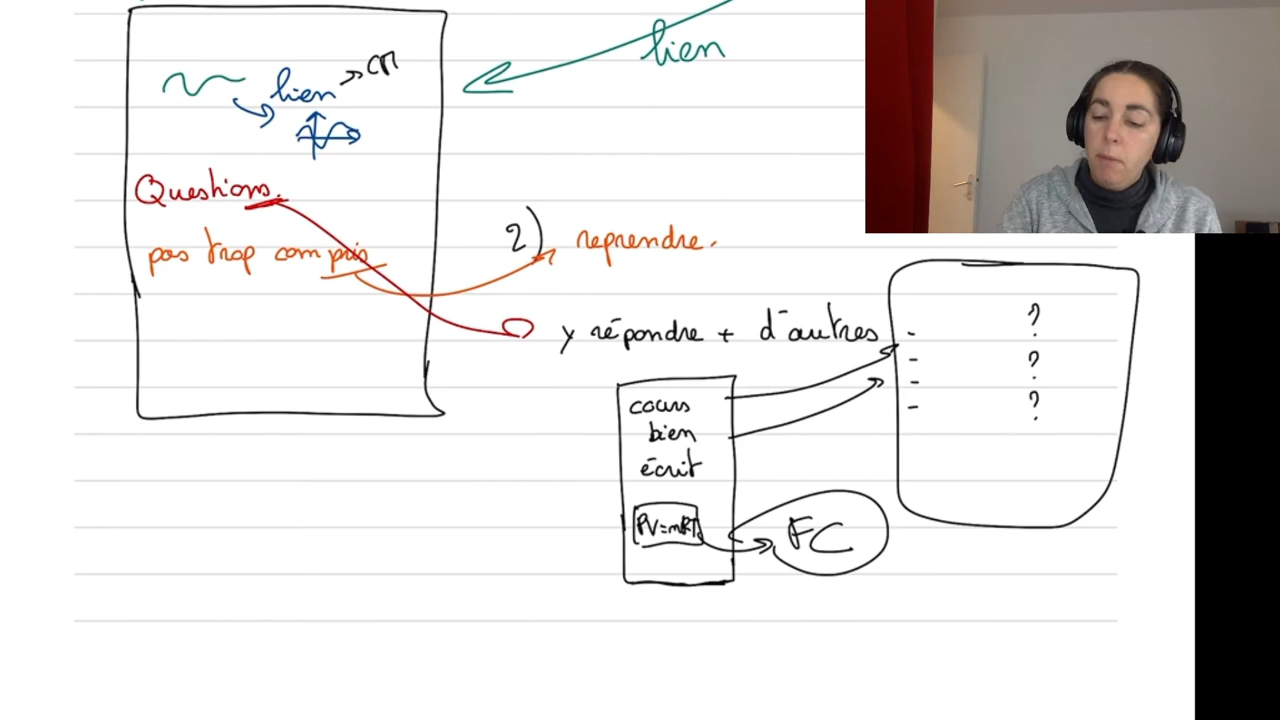 lien
lien
Questions.
pas trop compris
2) reprendre.
y répondre + d'autres
- ?
- ?
-
- ?
cours
bien
écrit
PV=nRT
FC